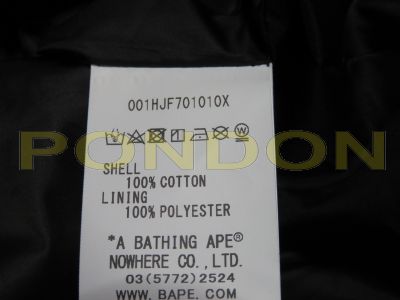 001HJF701010X
PONDON
SHELL
100% COTTON
LINING
100% POLYESTER
*A BATHING APE®
NOWHERE CO.,LTD.
03(5772)2524
WWW.BAPE.COM